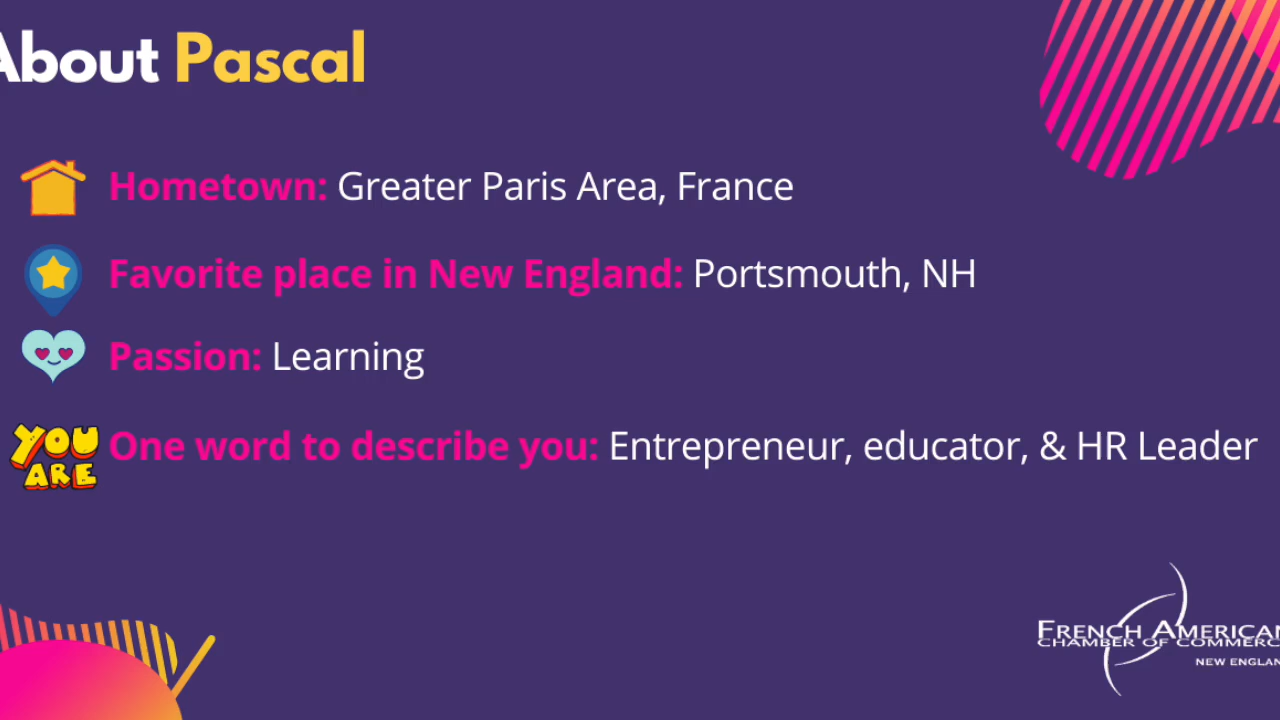 About Pascal
Hometown: Greater Paris Area, France
Favorite place in New England: Portsmouth, NH
Passion: Learning
YOU
ARE
One word to describe you: Entrepreneur, educator, & HR Leader
FRENCH AMERICAN
CHAMBER OF COMMERC
NEW ENGLAN